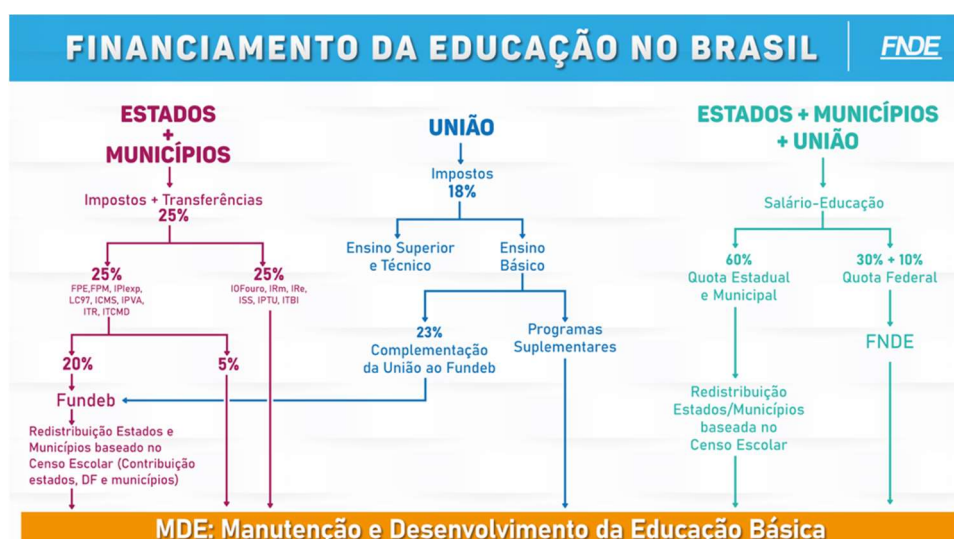 FINANCIAMENTO DA EDUCAÇÃO NO BRASIL
FNDE
ESTADOS
+
MUNICÍPIOS
Impostos + Transferências
25%
25%
FPE,FPM, IPIexp,
LC97, ICMS, IPVA,
ITR, ITCMD
25%
IOFouro, IRm, IRe,
ISS, IPTU, ITBI
20%
5%
Fundeb
Redistribuição Estados e
Municípios baseado no
Censo Escolar (Contribuição
estados, DF e municípios)
UNIÃO
Impostos
18%
Ensino Superior
e Técnico
Ensino
Básico
23%
Complementação
da União ao Fundeb
Programas
Suplementares
ESTADOS + MUNICÍPIOS
+ UNIÃO
Salário-Educação
60%
Quota Estadual
e Municipal
30% + 10%
Quota Federal
FNDE
Redistribuição
Estados/Municípios
baseada no
Censo Escolar
MDE: Manutenção e Desenvolvimento da Educação Básica